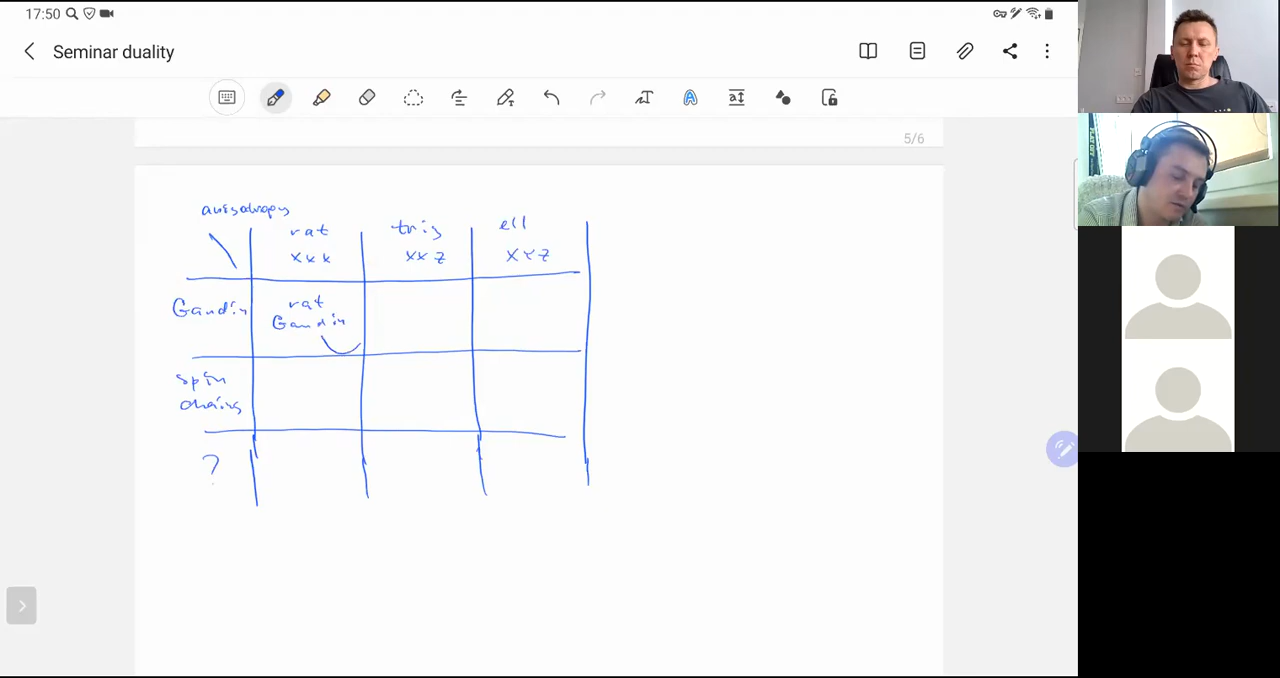 17:50
Seminar duality
5/6
anisotropy
rat trig ell
XXX XXZ XYZ
Gaudin rat
Gaudin
spin
chains
?